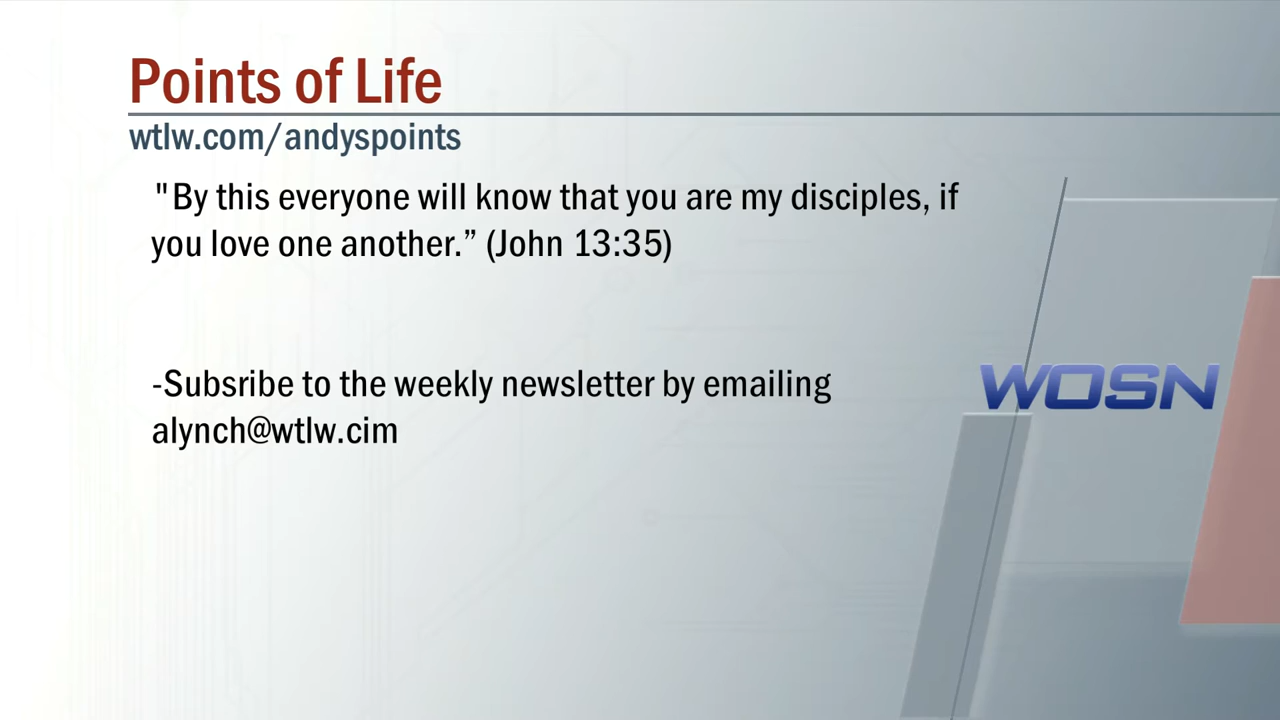 Points of Life
wtlw.com/andyspoints
"By this everyone will know that you are my disciples, if
you love one another.” (John 13:35)
-Subsribe to the weekly newsletter by emailing
alynch@wtlw.cim
WOSN